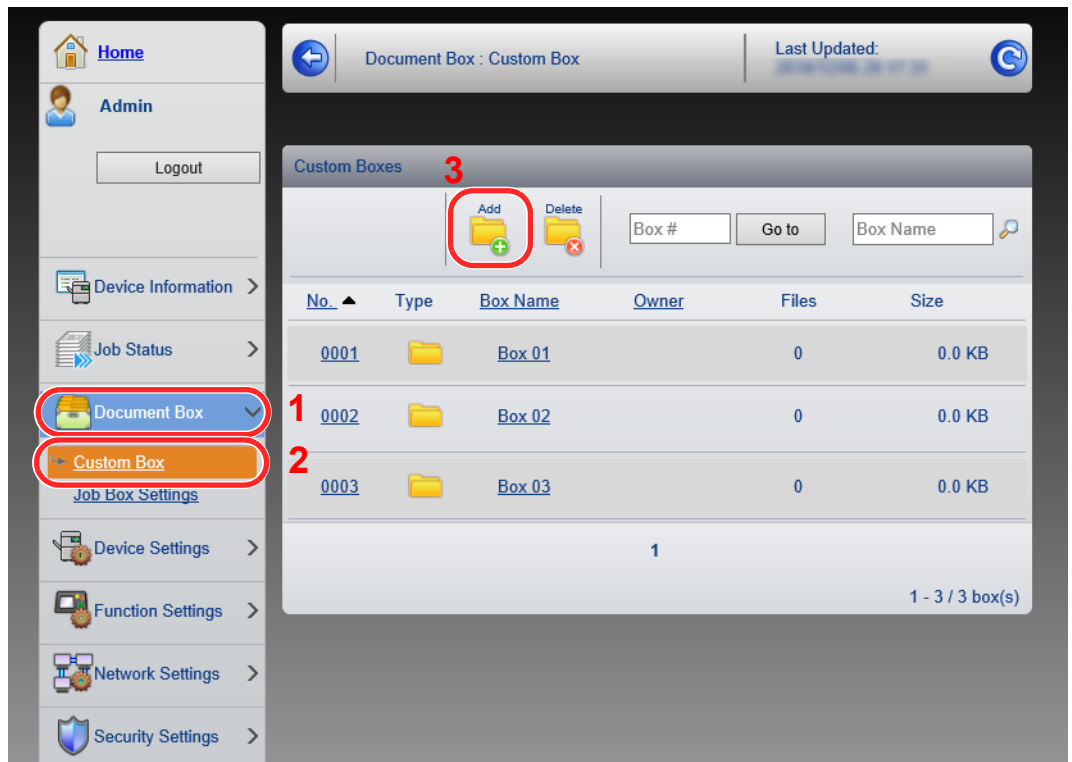 Home
Admin
Logout
Device Information
Job Status
Document Box
1
Custom Box
2
Job Box Settings
Device Settings
Function Settings
Network Settings
Security Settings
Document Box : Custom Box
Last Updated:
Custom Boxes
3
Add Delete
Box # Go to Box Name
No. ▲ Type Box Name Owner Files Size
0001 Box 01 0 0.0 KB
0002 Box 02 0 0.0 KB
0003 Box 03 0 0.0 KB
1
1 - 3 / 3 box(s)